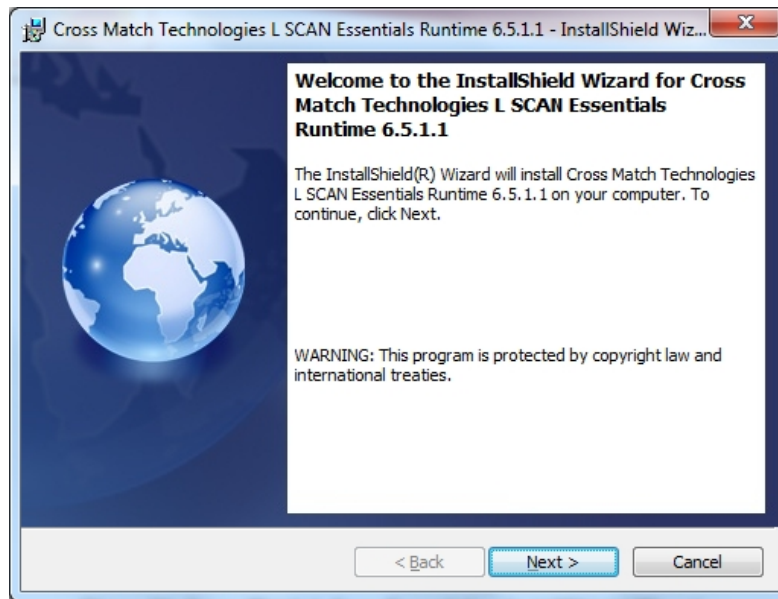 Cross Match Technologies L SCAN Essentials Runtime 6.5.1.1 - InstallShield Wiz...
Welcome to the InstallShield Wizard for Cross
Match Technologies L SCAN Essentials
Runtime 6.5.1.1
The InstallShield(R) Wizard will install Cross Match Technologies
L SCAN Essentials Runtime 6.5.1.1 on your computer. To
continue, click Next.
WARNING: This program is protected by copyright law and
international treaties.
< Back Next > Cancel